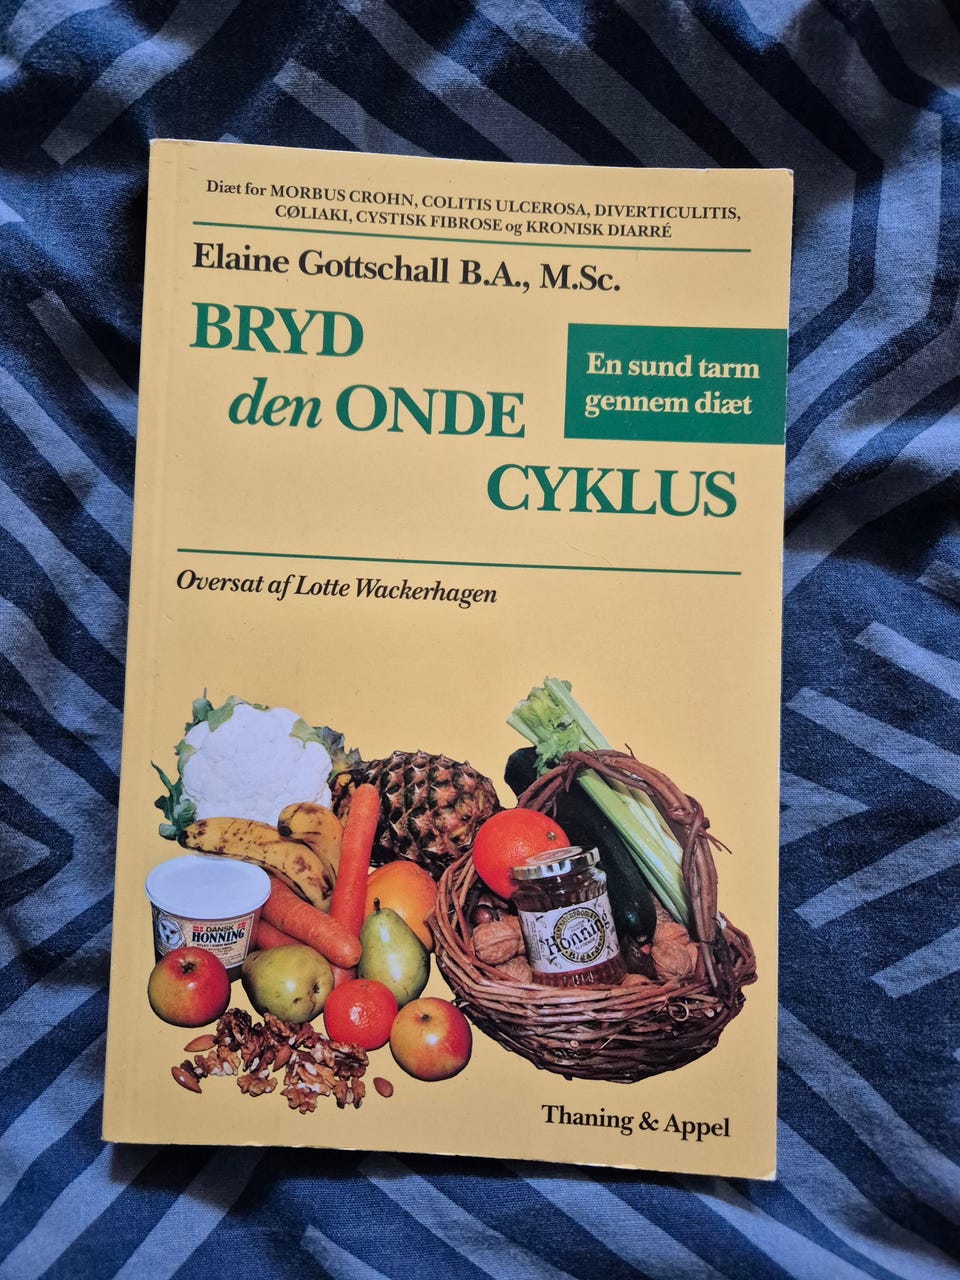 Diæt for MORBUS CROHN, COLITIS ULCEROSA, DIVERTICULITIS,
CØLIAKI, CYSTISK FIBROSE og KRONISK DIARRÉ
Elaine Gottschall B.A., M.Sc.
BRYD
den ONDE
CYKLUS
En sund tarm
gennem diæt
Oversat af Lotte Wackerhagen
DANSK
HONNING
Honning
Thaning & Appel